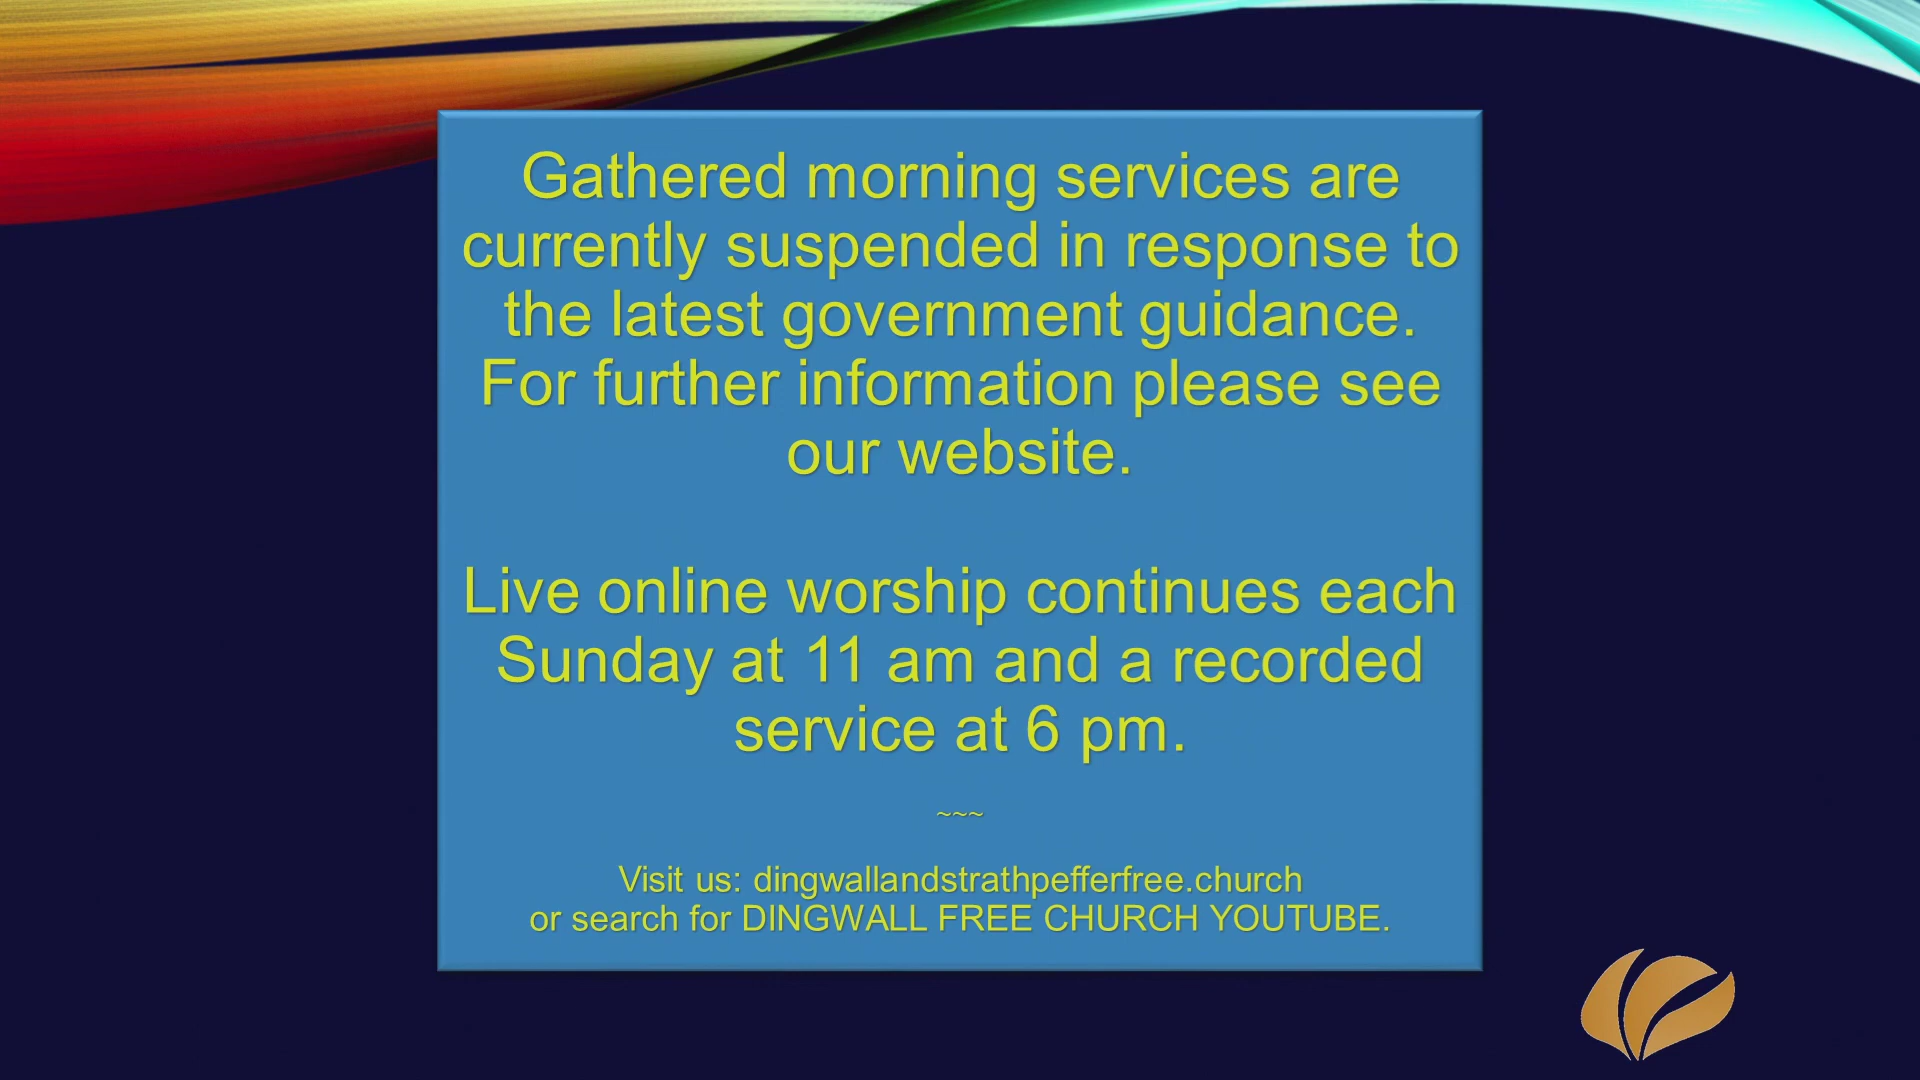 Gathered morning services are
currently suspended in response to
the latest government guidance.
For further information please see
our website.
Live online worship continues each
Sunday at 11 am and a recorded
service at 6 pm.
~~~
Visit us: dingwallandstrathpefferfree.church
or search for DINGWALL FREE CHURCH YOUTUBE.